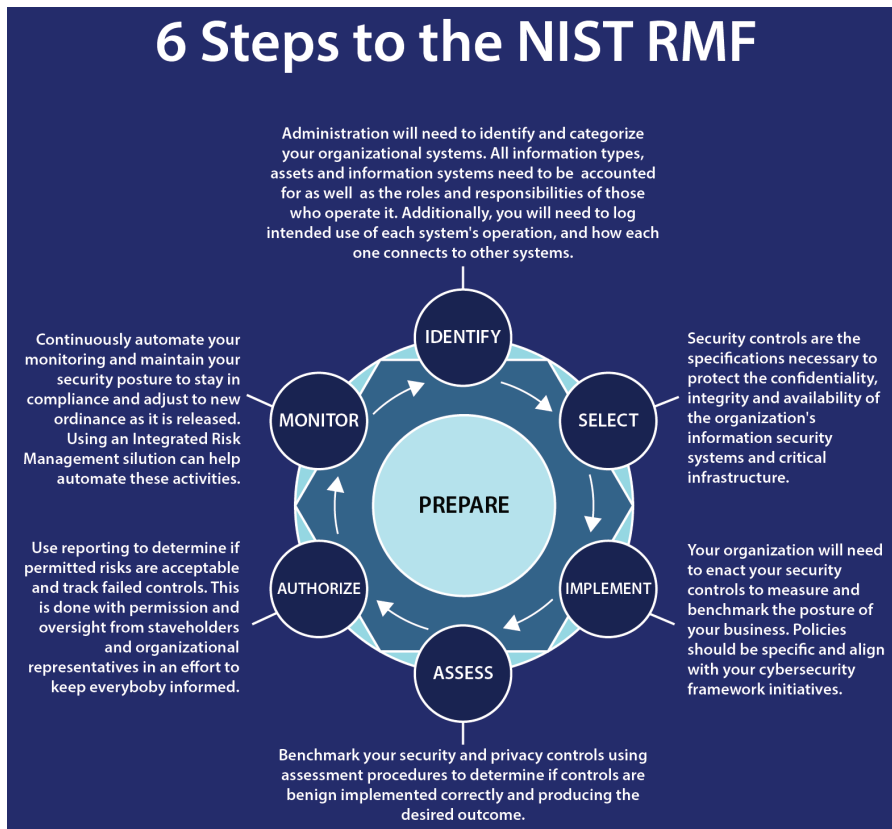 6 Steps to the NIST RMF
Administration will need to identify and categorize
your organizational systems. All information types,
assets and information systems need to be accounted
for as well as the roles and responsibilities of those
who operate it. Additionally, you will need to log
intended use of each system's operation, and how each
one connects to other systems.
IDENTIFY
Continuously automate your
monitoring and maintain your
security posture to stay in
compliance and adjust to new
ordinance as it is released.
Using an Integrated Risk
Management silution can help
automate these activities.
MONITOR
SELECT
Security controls are the
specifications necessary to
protect the confidentiality,
integrity and availability of
the organization's
information security
systems and critical
infrastructure.
PREPARE
Use reporting to determine if
permitted risks are acceptable
and track failed controls. This
is done with permission and
oversight from staveholders
and organizational
representatives in an effort to
keep everyboby informed.
AUTHORIZE
IMPLEMENT
Your organization will need
to enact your security
controls to measure and
benchmark the posture of
your business. Policies
should be specific and align
with your cybersecurity
framework initiatives.
ASSESS
Benchmark your security and privacy controls using
assessment procedures to determine if controls are
benign implemented correctly and producing the
desired outcome.